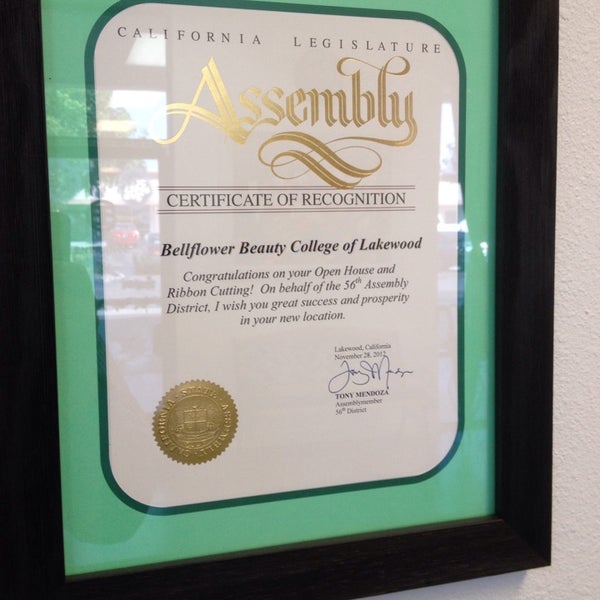 CALIFORNIA LEGISLATURE
Assembly
CERTIFICATE OF RECOGNITION
Bellflower Beauty College of Lakewood
Congratulations on your Open House and
Ribbon Cutting! On behalf of the 56th Assembly
District, I wish you great success and prosperity
in your new location.
Lakewood, California
November 28, 2012
TONY MENDOZA
Assemblymember
56th District